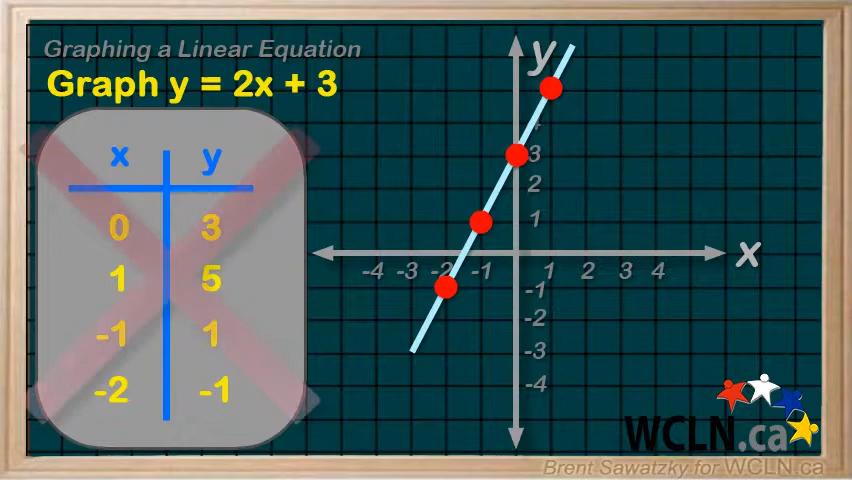 Graphing a Linear Equation
Graph y = 2x + 3
x y
0 3
1 5
-1 1
-2 -1
y
3
2
1
-4 -3 -2 -1 1 2 3 4
x
-1
-2
-3
-4
WCLN.ca
Brent Sawatzky for WCLN.ca